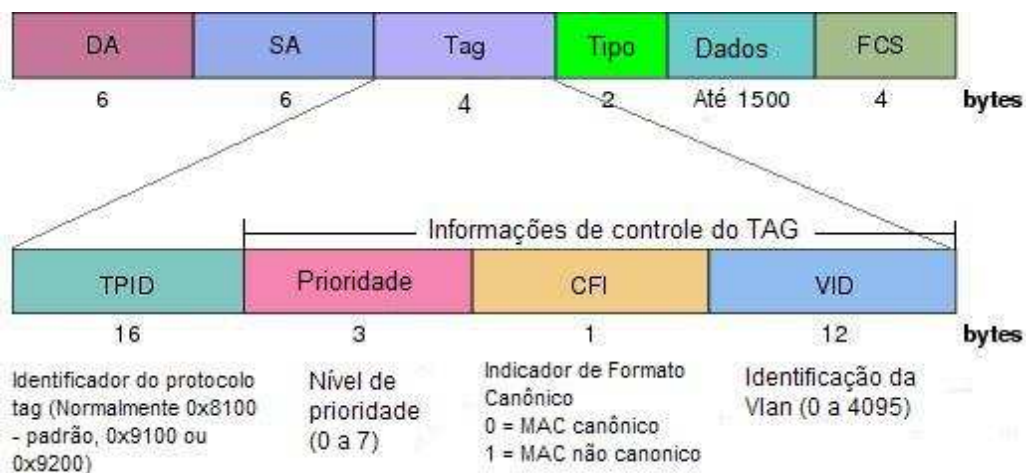 DA SA Tag Tipo Dados FCS
6 6 4 2 Até 1500 4 bytes
Informações de controle do TAG
TPID Prioridade CFI VID
16 3 1 12 bytes
Identificador do protocolo
tag (Normalmente 0x8100
- padrão, 0x9100 ou
0x9200)
Nível de
prioridade
(0 a 7)
Indicador de Formato
Canônico
0 = MAC canônico
1 = MAC não canonico
Identificação da
Vlan (0 a 4095)